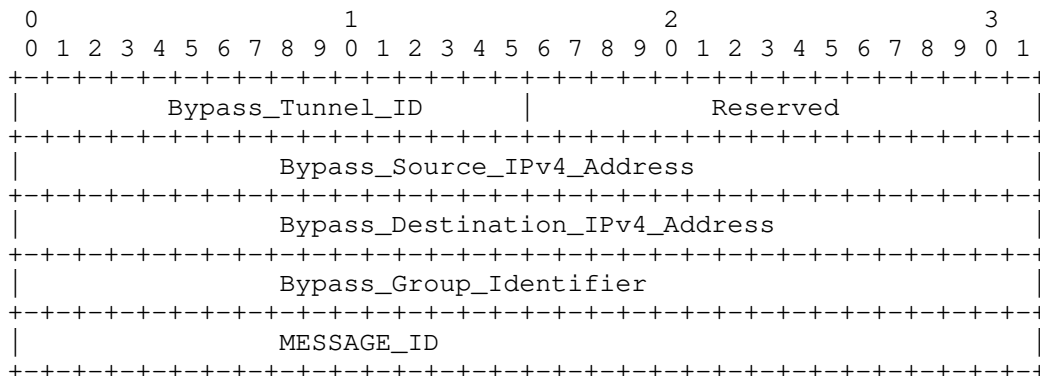 0                   1                   2                   3
0 1 2 3 4 5 6 7 8 9 0 1 2 3 4 5 6 7 8 9 0 1 2 3 4 5 6 7 8 9 0 1
+-+-+-+-+-+-+-+-+-+-+-+-+-+-+-+-+-+-+-+-+-+-+-+-+-+-+-+-+-+-+-+-+
|         Bypass_Tunnel_ID      |           Reserved            |
+-+-+-+-+-+-+-+-+-+-+-+-+-+-+-+-+-+-+-+-+-+-+-+-+-+-+-+-+-+-+-+-+
|                Bypass_Source_IPv4_Address                     |
+-+-+-+-+-+-+-+-+-+-+-+-+-+-+-+-+-+-+-+-+-+-+-+-+-+-+-+-+-+-+-+-+
|                Bypass_Destination_IPv4_Address                |
+-+-+-+-+-+-+-+-+-+-+-+-+-+-+-+-+-+-+-+-+-+-+-+-+-+-+-+-+-+-+-+-+
|                Bypass_Group_Identifier                        |
+-+-+-+-+-+-+-+-+-+-+-+-+-+-+-+-+-+-+-+-+-+-+-+-+-+-+-+-+-+-+-+-+
|                MESSAGE_ID                                     |
+-+-+-+-+-+-+-+-+-+-+-+-+-+-+-+-+-+-+-+-+-+-+-+-+-+-+-+-+-+-+-+-+